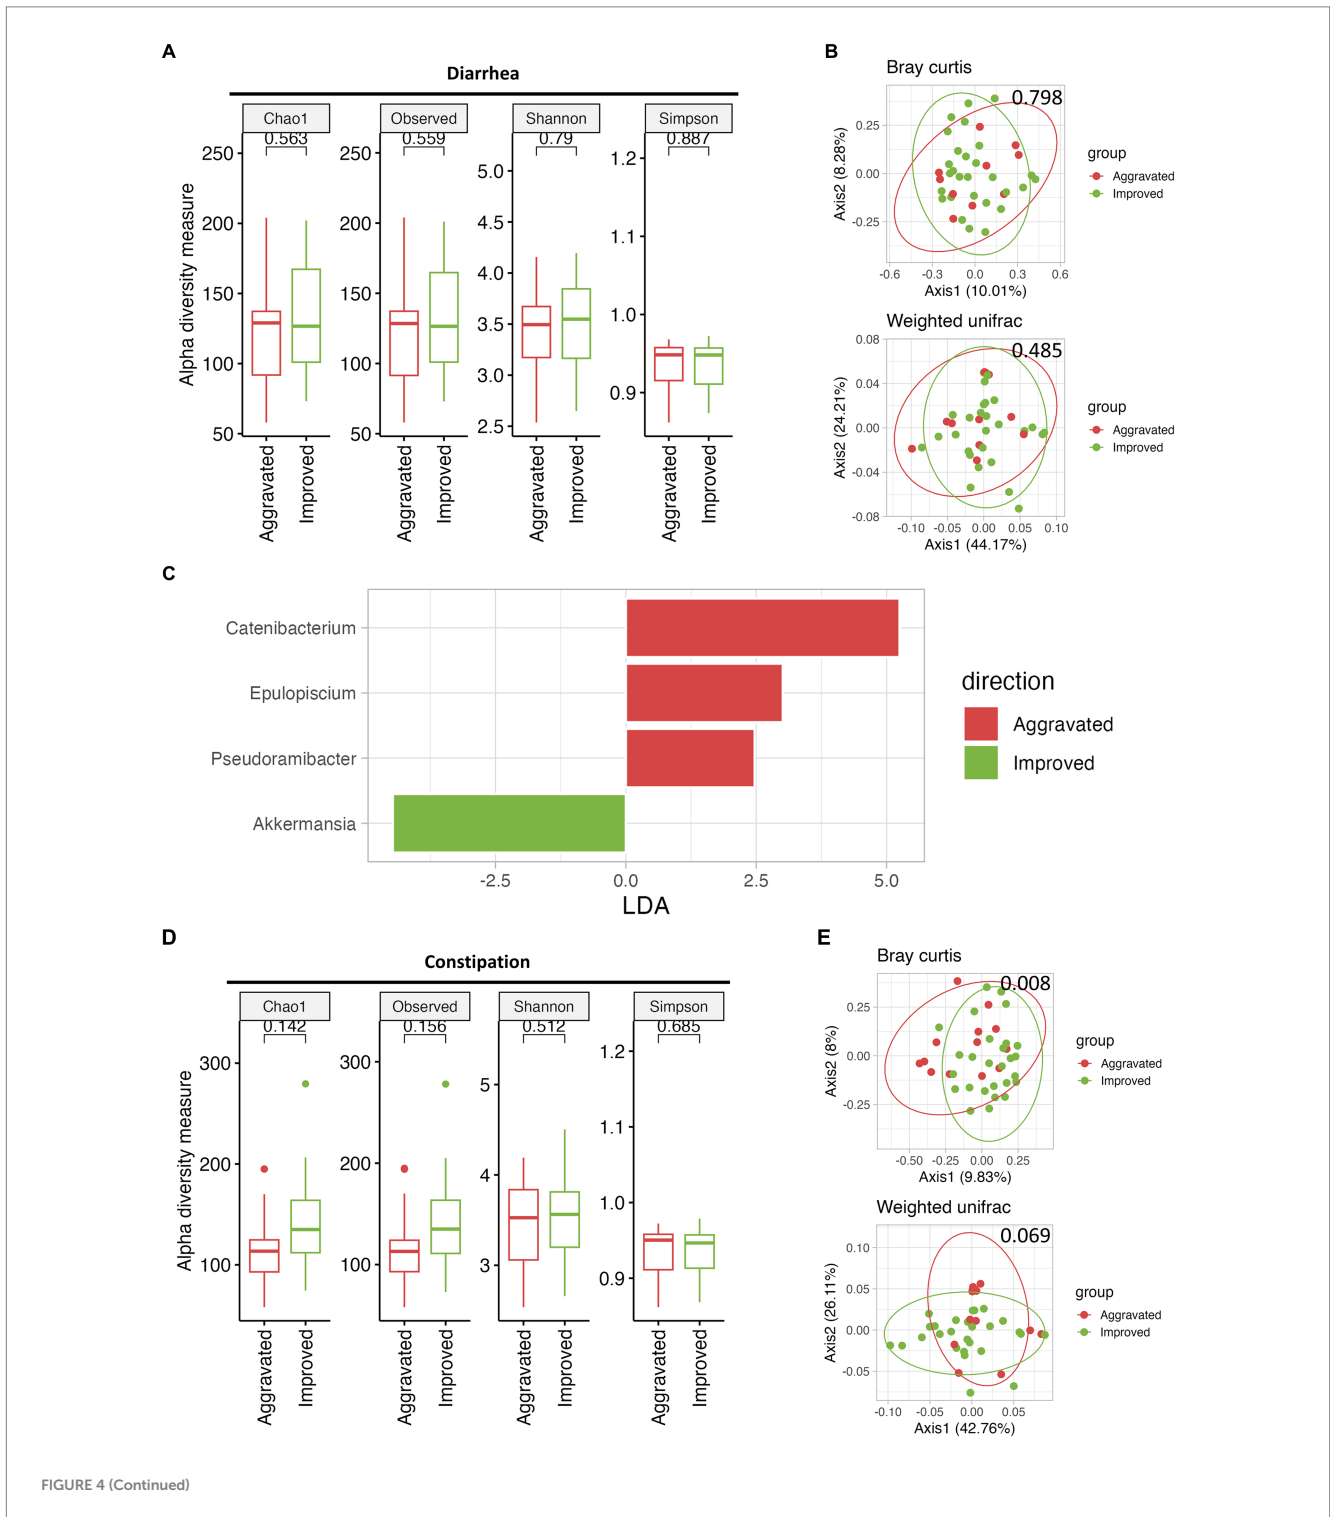 A
Diarrhea
Chao1 Observed Shannon Simpson
0.563 0.559 0.79 0.887
Alpha diversity measure
250
200
150
100
50
250
200
150
100
50
5.0
4.5
4.0
3.5
3.0
2.5
1.2
1.1
1.0
0.9
Aggravated Improved Aggravated Improved Aggravated Improved Aggravated Improved
B
Bray curtis
0.798
Axis2 (8.28%)
0.25
0.00
-0.25
-0.6 -0.3 0.0 0.3 0.6
Axis1 (10.01%)
group
Aggravated
Improved
Weighted unifrac
0.485
Axis2 (24.21%)
0.08
0.04
0.00
-0.04
-0.08
-0.10 -0.05 0.00 0.05 0.10
Axis1 (44.17%)
group
Aggravated
Improved
C
Catenibacterium
Epulopiscium
Pseudoramibacter
Akkermansia
-2.5 0.0 2.5 5.0
LDA
direction
Aggravated
Improved
D
Constipation
Chao1 Observed Shannon Simpson
0.142 0.156 0.512 0.685
Alpha diversity measure
300
200
100
300
200
100
5
4
3
1.2
1.1
1.0
0.9
Aggravated Improved Aggravated Improved Aggravated Improved Aggravated Improved
E
Bray curtis
0.008
Axis2 (8%)
0.25
0.00
-0.25
-0.50 -0.25 0.00 0.25
Axis1 (9.83%)
group
Aggravated
Improved
Weighted unifrac
0.069
Axis2 (26.11%)
0.10
0.05
0.00
-0.05
-0.10 -0.05 0.00 0.05
Axis1 (42.76%)
group
Aggravated
Improved
FIGURE 4 (Continued)